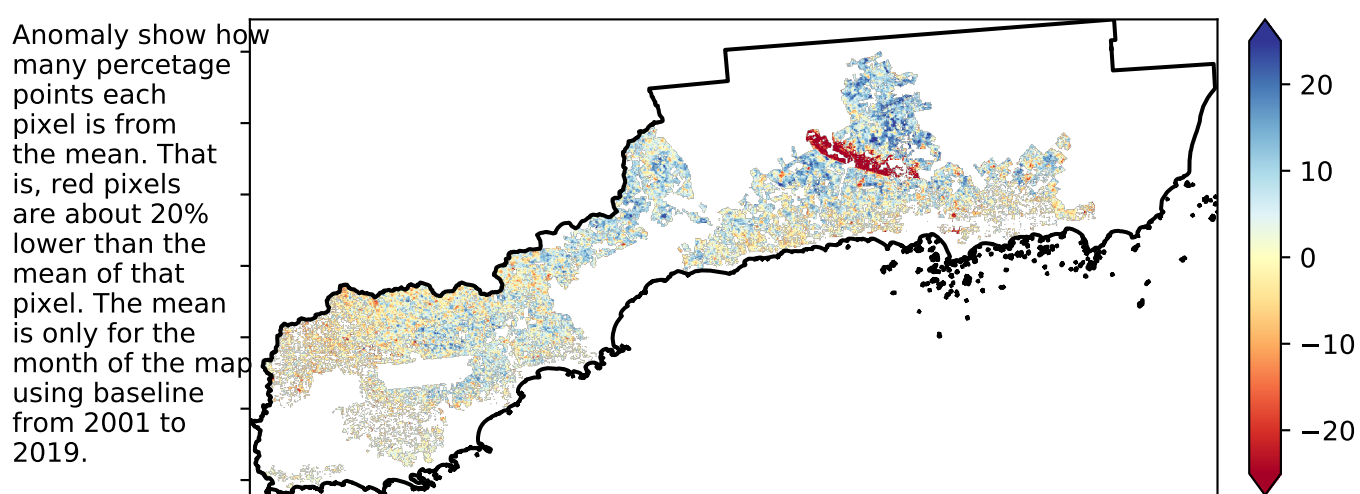 Anomaly show how
many percetage
points each
pixel is from
the mean. That
is, red pixels
are about 20%
lower than the
mean of that
pixel. The mean
is only for the
month of the map
using baseline
from 2001 to
2019.
20
10
0
−10
−20